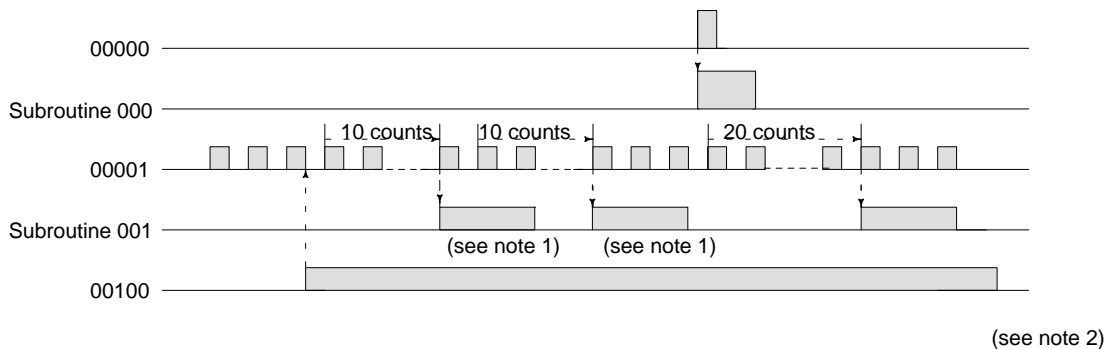 00000
Subroutine 000
10 counts 10 counts 20 counts
00001
Subroutine 001
(see note 1) (see note 1)
00100
(see note 2)